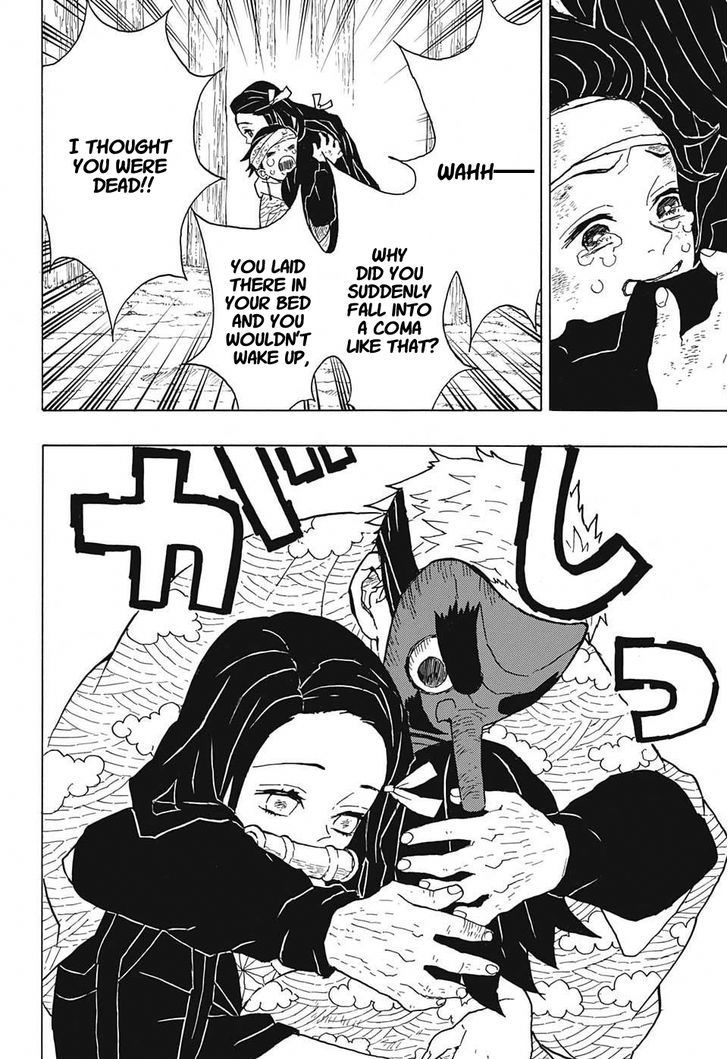 WAHH—
WHY
DID YOU
SUDDENLY
FALL INTO
A COMA
LIKE THAT?
YOU LAID
THERE IN
YOUR BED
AND YOU
WOULDN'T
WAKE UP,
I THOUGHT
YOU WERE
DEAD!!
ガ
しっ